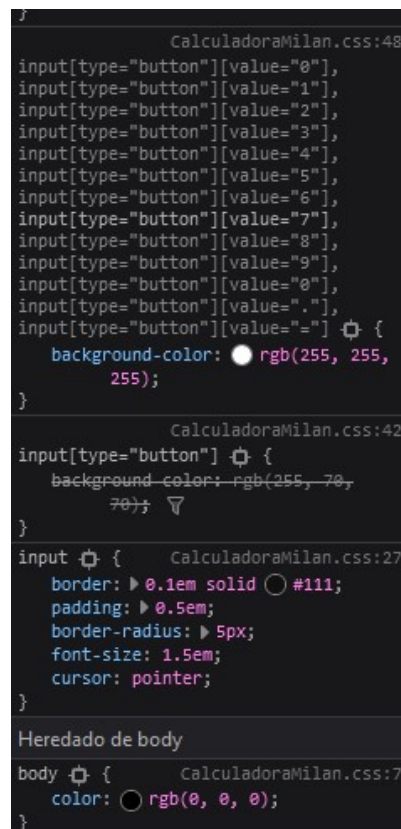 }
CalculadoraMilan.css:48
input[type="button"][value="0"],
input[type="button"][value="1"],
input[type="button"][value="2"],
input[type="button"][value="3"],
input[type="button"][value="4"],
input[type="button"][value="5"],
input[type="button"][value="6"],
input[type="button"][value="7"],
input[type="button"][value="8"],
input[type="button"][value="9"],
input[type="button"][value="0"],
input[type="button"][value="."],
input[type="button"][value="="] {
background-color: rgb(255, 255,
255);
}
CalculadoraMilan.css:42
input[type="button"] {
background-color: rgb(255, 70,
70);
}
input { CalculadoraMilan.css:27
border: 0.1em solid #111;
padding: 0.5em;
border-radius: 5px;
font-size: 1.5em;
cursor: pointer;
}
Heredado de body
body { CalculadoraMilan.css:7
color: rgb(0, 0, 0);
}